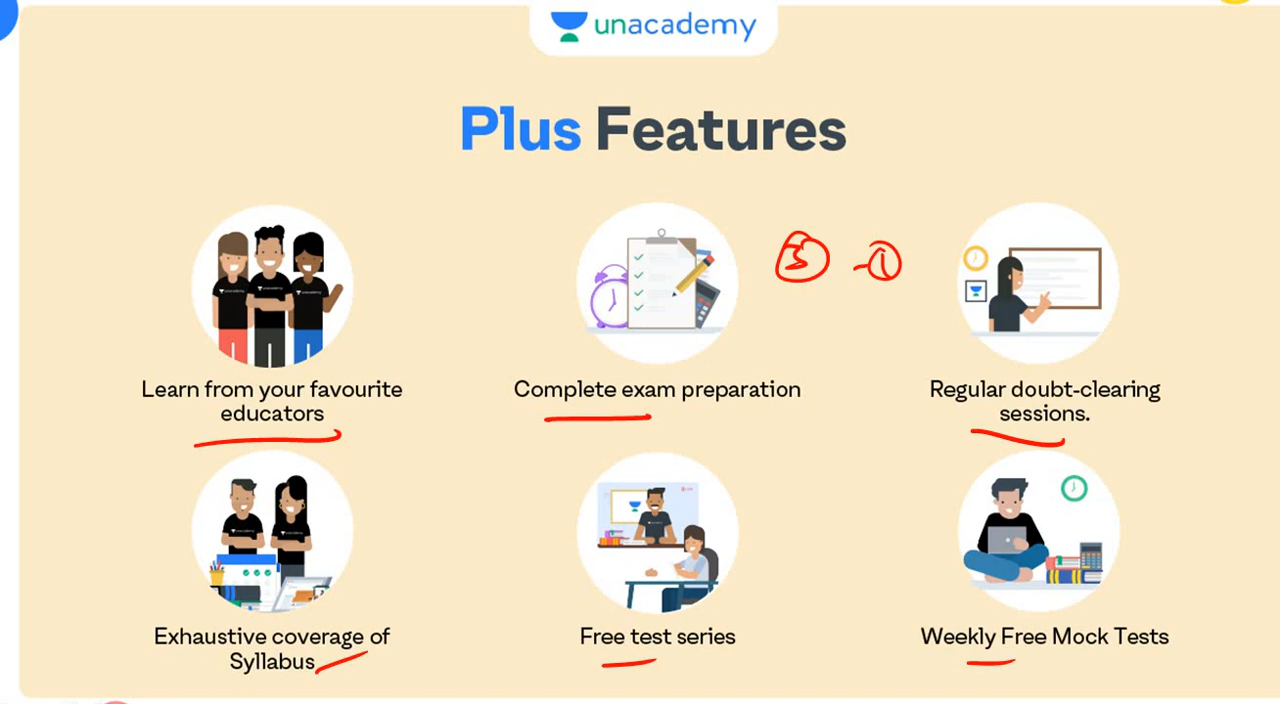 unacademy
Plus Features
Learn from your favourite
educators
Complete exam preparation
Regular doubt-clearing
sessions.
Exhaustive coverage of
Syllabus
Free test series
Weekly Free Mock Tests